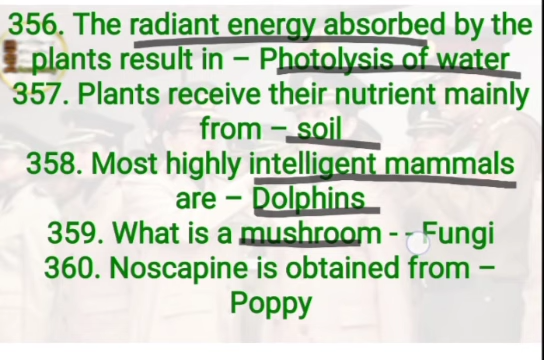 356. The radiant energy absorbed by the
plants result in – Photolysis of water
357. Plants receive their nutrient mainly
from – soil
358. Most highly intelligent mammals
are – Dolphins
359. What is a mushroom - - Fungi
360. Noscapine is obtained from –
Poppy